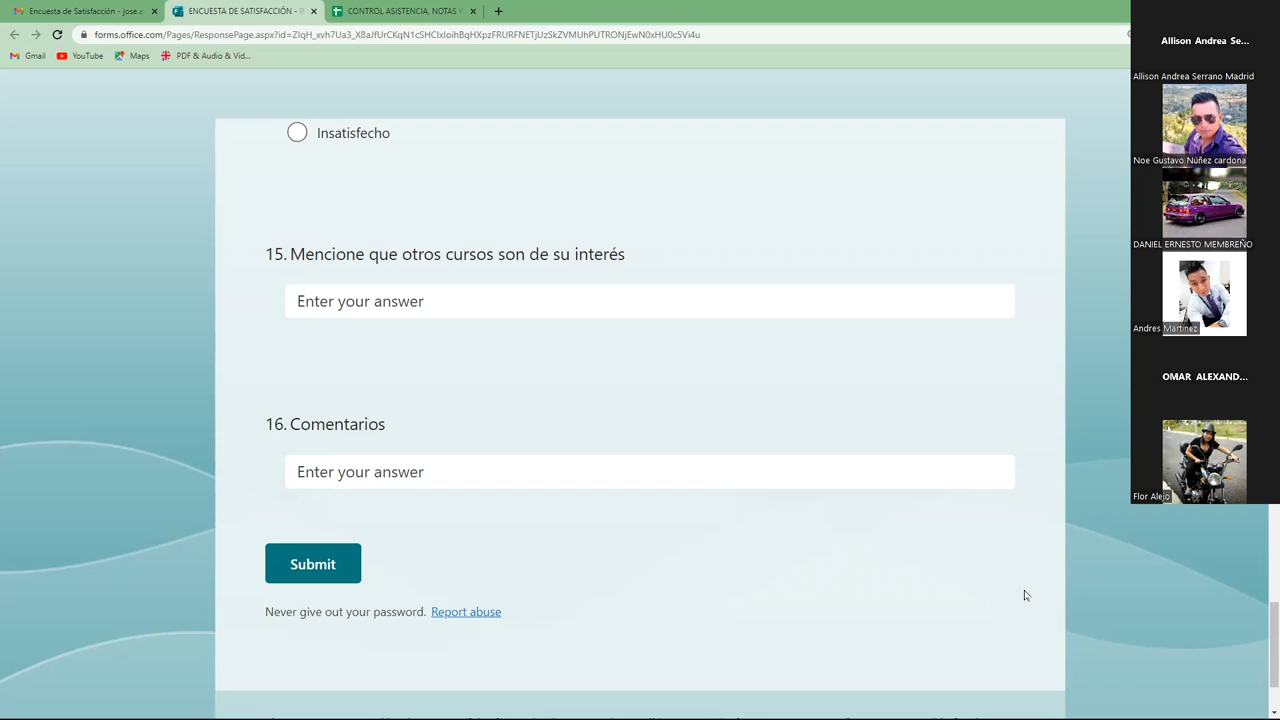 Encuesta de Satisfacción - jose.a
ENCUESTA DE SATISFACCIÓN - R
CONTROL ASISTENCIA, NOTAS Y
forms.office.com/Pages/ResponsePage.aspx?id=
Gmail
YouTube
Maps
PDF & Audio & Vid...
Insatisfecho
15. Mencione que otros cursos son de su interés
Enter your answer
16. Comentarios
Enter your answer
Submit
Never give out your password. Report abuse
Allison Andrea Se...
Allison Andrea Serrano Madrid
Noe Gustavo Núñez cardona
DANIEL ERNESTO MEMBREÑO
Andres Martinez
OMAR ALEXAND...
Flor Alejo